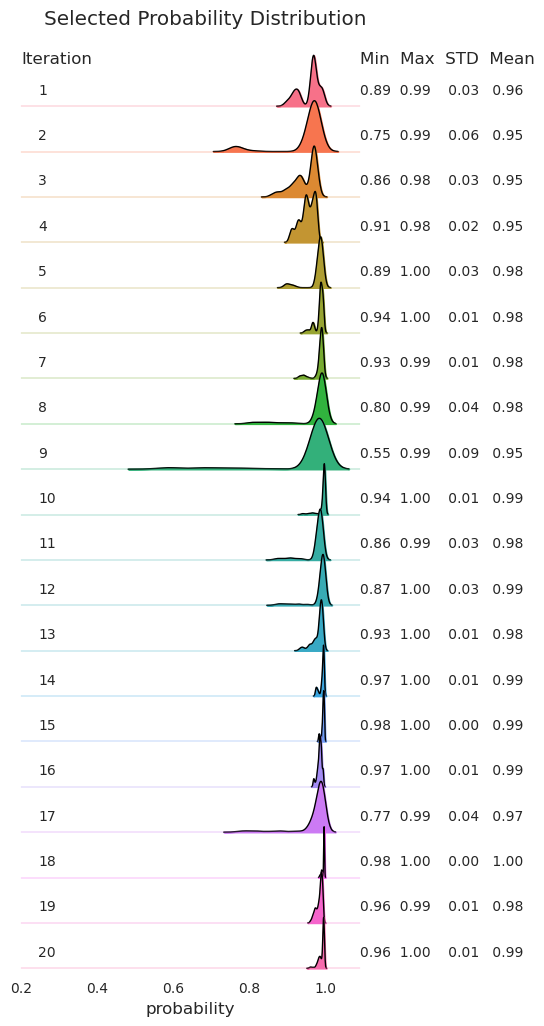 Selected Probability Distribution
Iteration Min Max STD Mean
1 0.89 0.99 0.03 0.96
2 0.75 0.99 0.06 0.95
3 0.86 0.98 0.03 0.95
4 0.91 0.98 0.02 0.95
5 0.89 1.00 0.03 0.98
6 0.94 1.00 0.01 0.98
7 0.93 0.99 0.01 0.98
8 0.80 0.99 0.04 0.98
9 0.55 0.99 0.09 0.95
10 0.94 1.00 0.01 0.99
11 0.86 0.99 0.03 0.98
12 0.87 1.00 0.03 0.99
13 0.93 1.00 0.01 0.98
14 0.97 1.00 0.01 0.99
15 0.98 1.00 0.00 0.99
16 0.97 1.00 0.01 0.99
17 0.77 0.99 0.04 0.97
18 0.98 1.00 0.00 1.00
19 0.96 0.99 0.01 0.98
20 0.96 1.00 0.01 0.99
0.2 0.4 0.6 0.8 1.0
probability